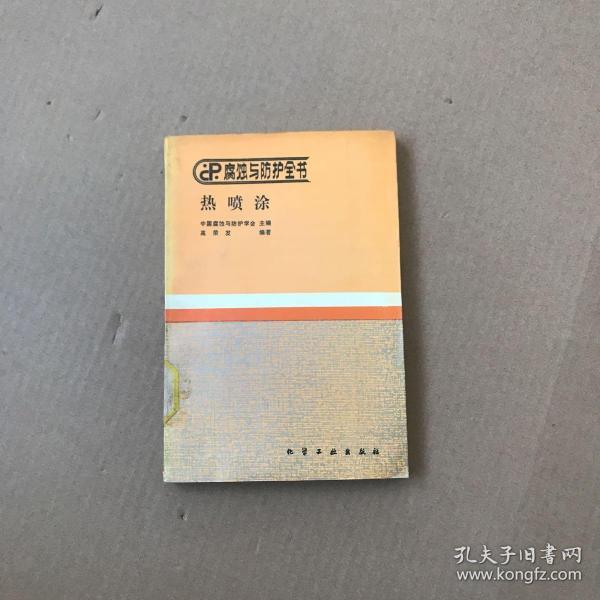 CP 腐蚀与防护全书
热喷涂
中国腐蚀与防护学会 主编
高荣发 编著
化学工业出版社
孔夫子旧书网
www.kongfz.com